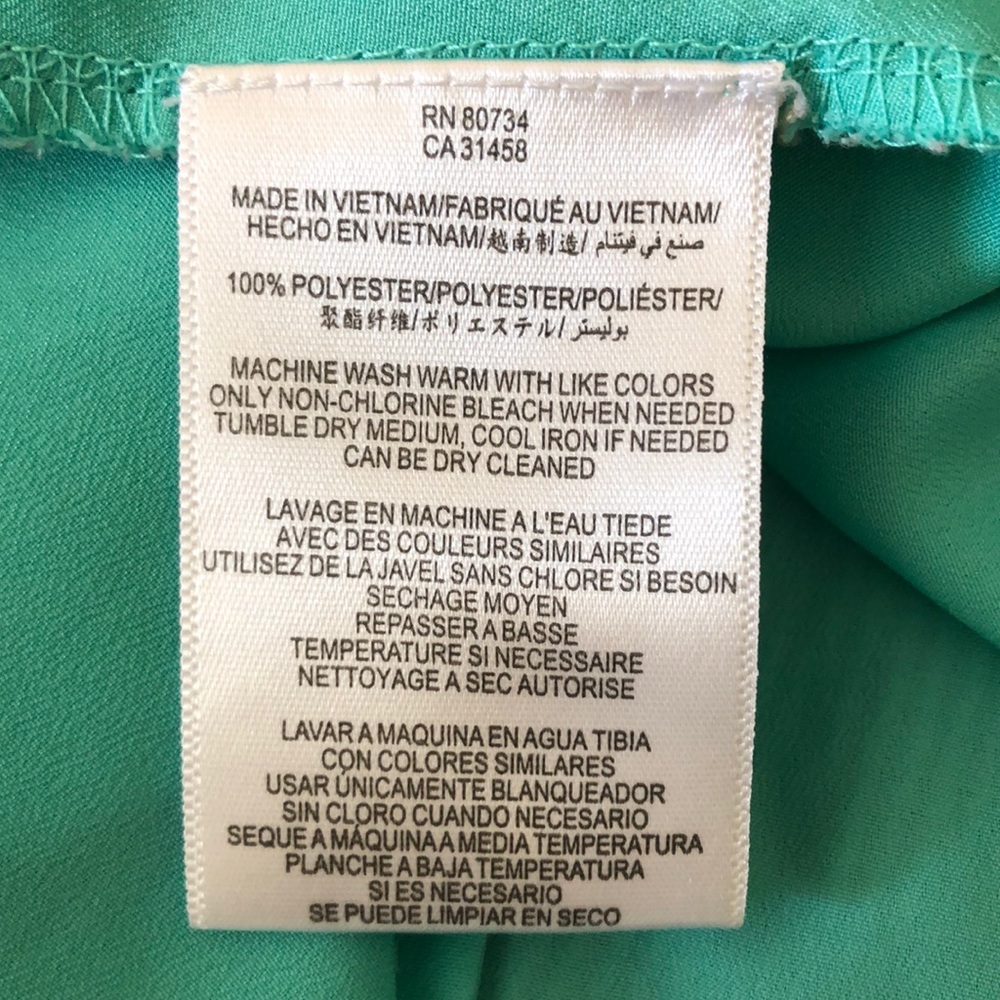 RN 80734
CA 31458
MADE IN VIETNAM/FABRIQUÉ AU VIETNAM/
HECHO EN VIETNAM/越南制造/ صنع في فيتنام
100% POLYESTER/POLYESTER/POLIÉSTER/
聚酯纤维/ポリエステル/ بوليستر
MACHINE WASH WARM WITH LIKE COLORS
ONLY NON-CHLORINE BLEACH WHEN NEEDED
TUMBLE DRY MEDIUM, COOL IRON IF NEEDED
CAN BE DRY CLEANED
LAVAGE EN MACHINE A L'EAU TIEDE
AVEC DES COULEURS SIMILAIRES
UTILISEZ DE LA JAVEL SANS CHLORE SI BESOIN
SECHAGE MOYEN
REPASSER A BASSE
TEMPERATURE SI NECESSAIRE
NETTOYAGE A SEC AUTORISE
LAVAR A MAQUINA EN AGUA TIBIA
CON COLORES SIMILARES
USAR ÚNICAMENTE BLANQUEADOR
SIN CLORO CUANDO NECESARIO
SEQUE A MÁQUINA A MEDIA TEMPERATURA
PLANCHE A BAJA TEMPERATURA
SI ES NECESARIO
SE PUEDE LIMPIAR EN SECO